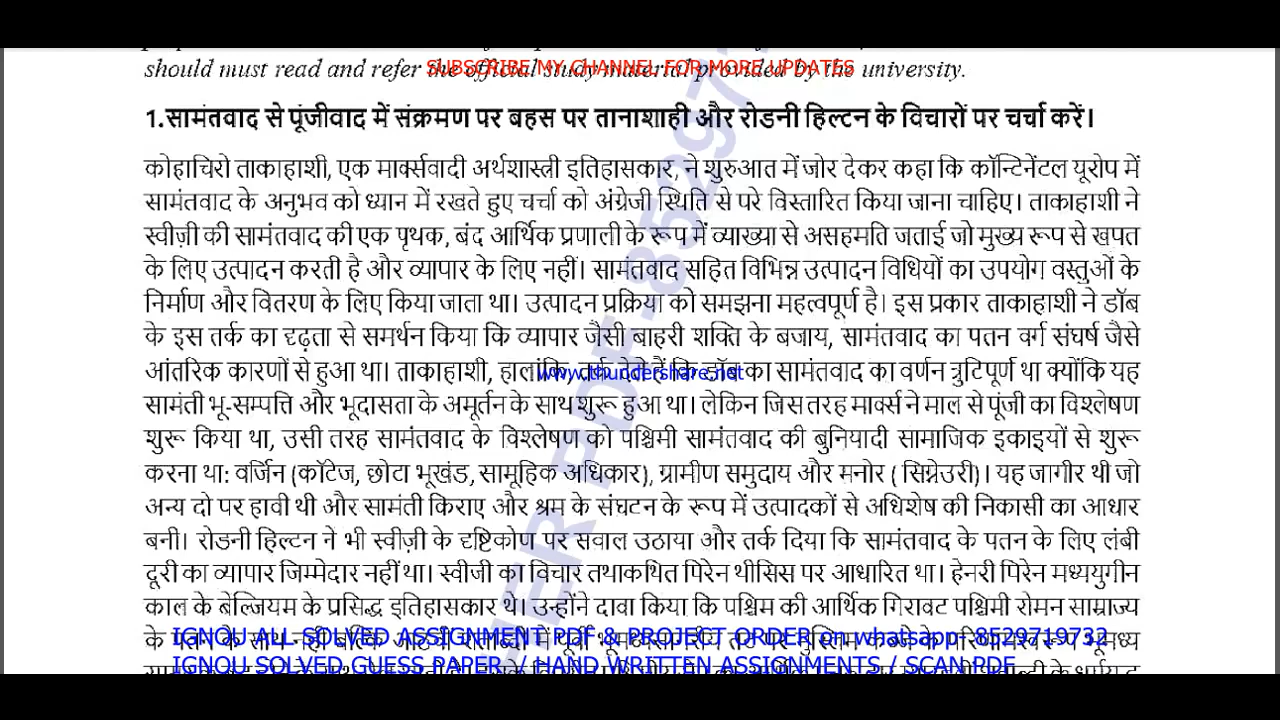 should must read and refer the official study material provided by the university.
SUBSCRIBE MY CHANNEL FOR MORE UPDATES
1.सामंतवाद से पूंजीवाद में संक्रमण पर बहस पर तानाशाही और रोडनी हिल्टन के विचारों पर चर्चा करें।
कोहाचिरो ताकाहाशी, एक मार्क्सवादी अर्थशास्त्री इतिहासकार, ने शुरुआत में जोर देकर कहा कि कॉन्टिनेंटल यूरोप में
सामंतवाद के अनुभव को ध्यान में रखते हुए चर्चा को अंग्रेजी स्थिति से परे विस्तारित किया जाना चाहिए। ताकाहाशी ने
स्वीज़ी की सामंतवाद की एक पृथक, बंद आर्थिक प्रणाली के रूप में व्याख्या से असहमति जताई जो मुख्य रूप से खपत
के लिए उत्पादन करती है और व्यापार के लिए नहीं। सामंतवाद सहित विभिन्न उत्पादन विधियों का उपयोग वस्तुओं के
निर्माण और वितरण के लिए किया जाता था। उत्पादन प्रक्रिया को समझना महत्वपूर्ण है। इस प्रकार ताकाहाशी ने डॉब
के इस तर्क का दृढ़ता से समर्थन किया कि व्यापार जैसी बाहरी शक्ति के बजाय, सामंतवाद का पतन वर्ग संघर्ष जैसे
आंतरिक कारणों से हुआ था। ताकाहाशी, हालांकि, तर्क देते हैं कि डॉब का सामंतवाद का वर्णन त्रुटिपूर्ण था क्योंकि यह
www.thundershare.net
सामंती भू-सम्पत्ति और भूदासता के अमूर्तन के साथ शुरू हुआ था। लेकिन जिस तरह मार्क्स ने माल से पूंजी का विश्लेषण
शुरू किया था, उसी तरह सामंतवाद के विश्लेषण को पश्चिमी सामंतवाद की बुनियादी सामाजिक इकाइयों से शुरू
करना था: वर्जिन (कॉटेज, छोटा भूखंड, सामूहिक अधिकार), ग्रामीण समुदाय और मनोर ( सिग्नेउरी)। यह जागीर थी जो
अन्य दो पर हावी थी और सामंती किराए और श्रम के संघटन के रूप में उत्पादकों से अधिशेष की निकासी का आधार
बनी। रोडनी हिल्टन ने भी स्वीज़ी के दृष्टिकोण पर सवाल उठाया और तर्क दिया कि सामंतवाद के पतन के लिए लंबी
दूरी का व्यापार जिम्मेदार नहीं था। स्वीजी का विचार तथाकथित पिरेन थीसिस पर आधारित था। हेनरी पिरेन मध्ययुगीन
काल के बेल्जियम के प्रसिद्ध इतिहासकार थे। उन्होंने दावा किया कि पश्चिम की आर्थिक गिरावट पश्चिमी रोमन साम्राज्य
IGNOU ALL SOLVED ASSIGNMENT PDF & PROJECT ORDER on whatsapp- 8529719732
IGNOU SOLVED GUESS PAPER / HAND WRITTEN ASSIGNMENTS / SCAN PDF